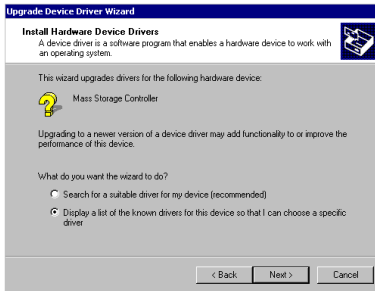 Upgrade Device Driver Wizard
Install Hardware Device Drivers
A device driver is a software program that enables a hardware device to work with
an operating system.
This wizard upgrades drivers for the following hardware device:
Mass Storage Controller
Upgrading to a newer version of a device driver may add functionality to or improve the
performance of this device.
What do you want the wizard to do?
Search for a suitable driver for my device (recommended)
Display a list of the known drivers for this device so that I can choose a specific
driver
< Back
Next >
Cancel